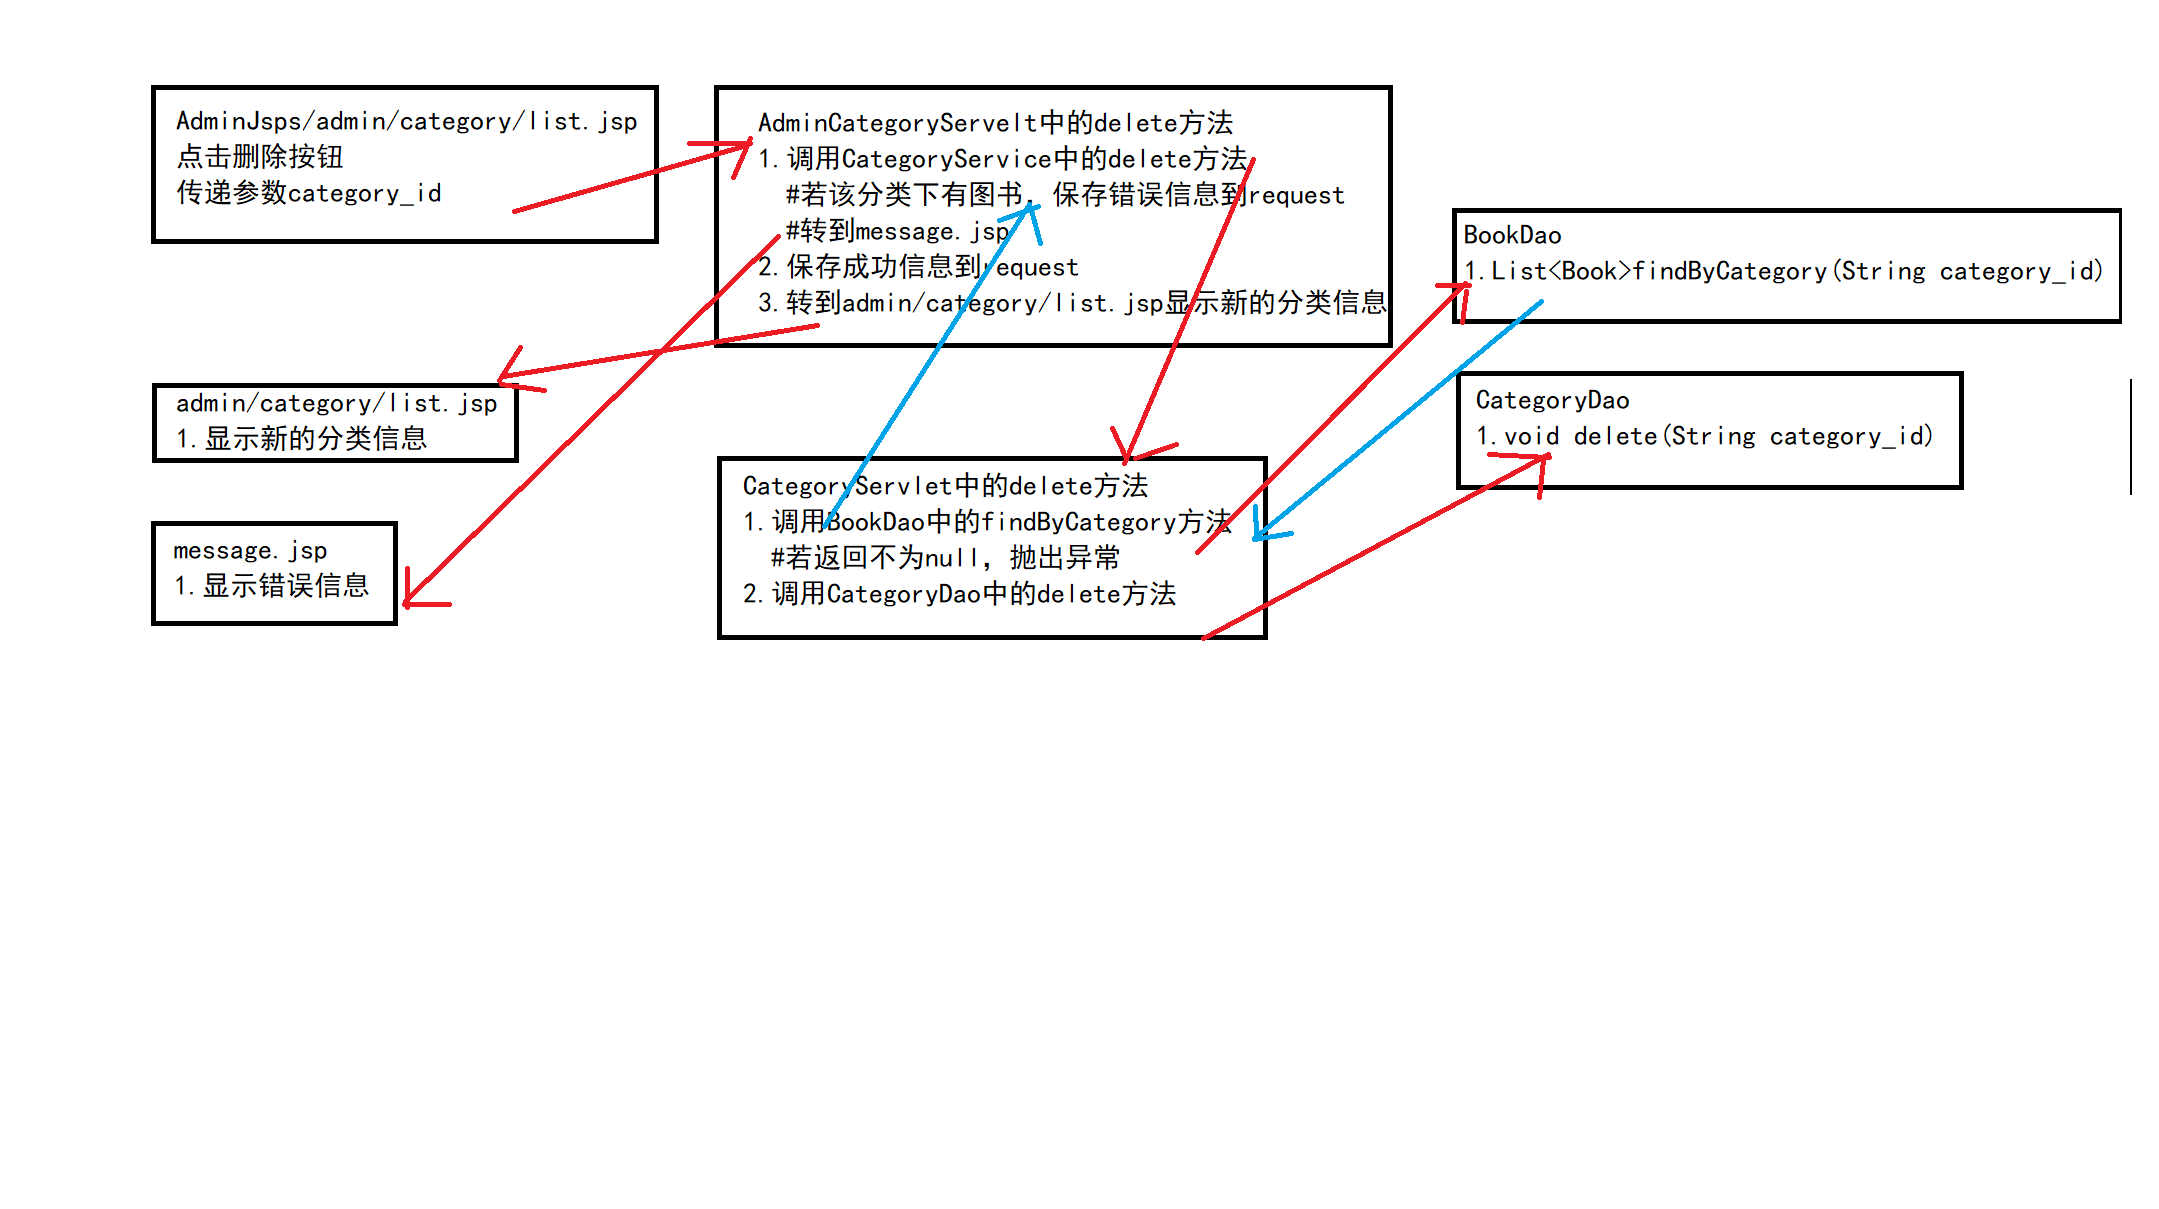 AdminJsps/admin/category/list.jsp
点击删除按钮
传递参数category_id
AdminCategoryServelt中的delete方法
1.调用CategoryService中的delete方法
#若该分类下有图书，保存错误信息到request
#转到message.jsp
2.保存成功信息到request
3.转到admin/category/list.jsp显示新的分类信息
BookDao
1.List<Book>findByCategory(String category_id)
admin/category/list.jsp
1.显示新的分类信息
CategoryDao
1.void delete(String category_id)
message.jsp
1.显示错误信息
CategoryServlet中的delete方法
1.调用BookDao中的findByCategory方法
#若返回不为null，抛出异常
2.调用CategoryDao中的delete方法